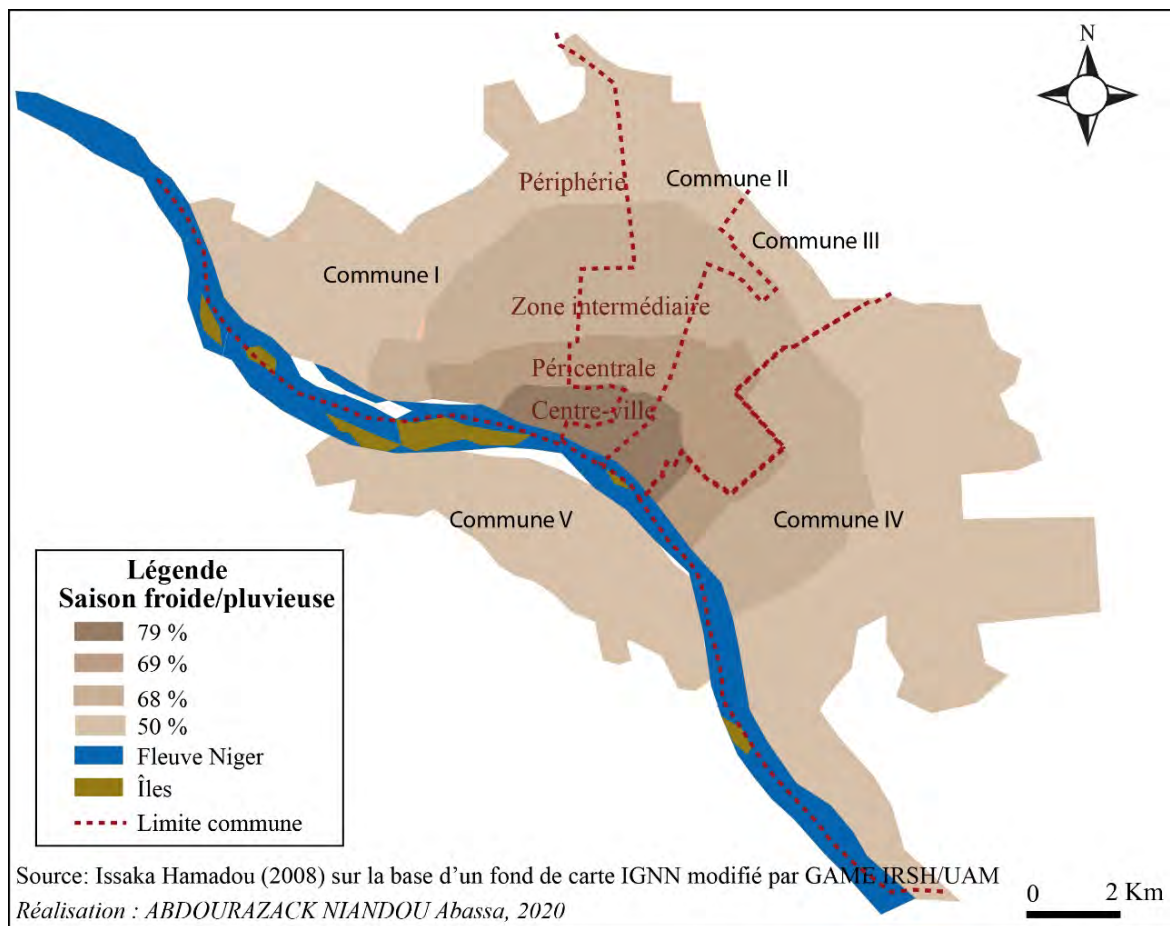 N
Périphérie
Commune II
Commune III
Commune I
Zone intermédiaire
Péricentrale
Centre-ville
Commune V
Commune IV
Légende
Saison froide/pluvieuse
79 %
69 %
68 %
50 %
Fleuve Niger
Îles
Limite commune
Source: Issaka Hamadou (2008) sur la base d'un fond de carte IGNN modifié par GAME IRSH/UAM
Réalisation : ABDOURAZACK NIANDOU Abassa, 2020
0 2 Km